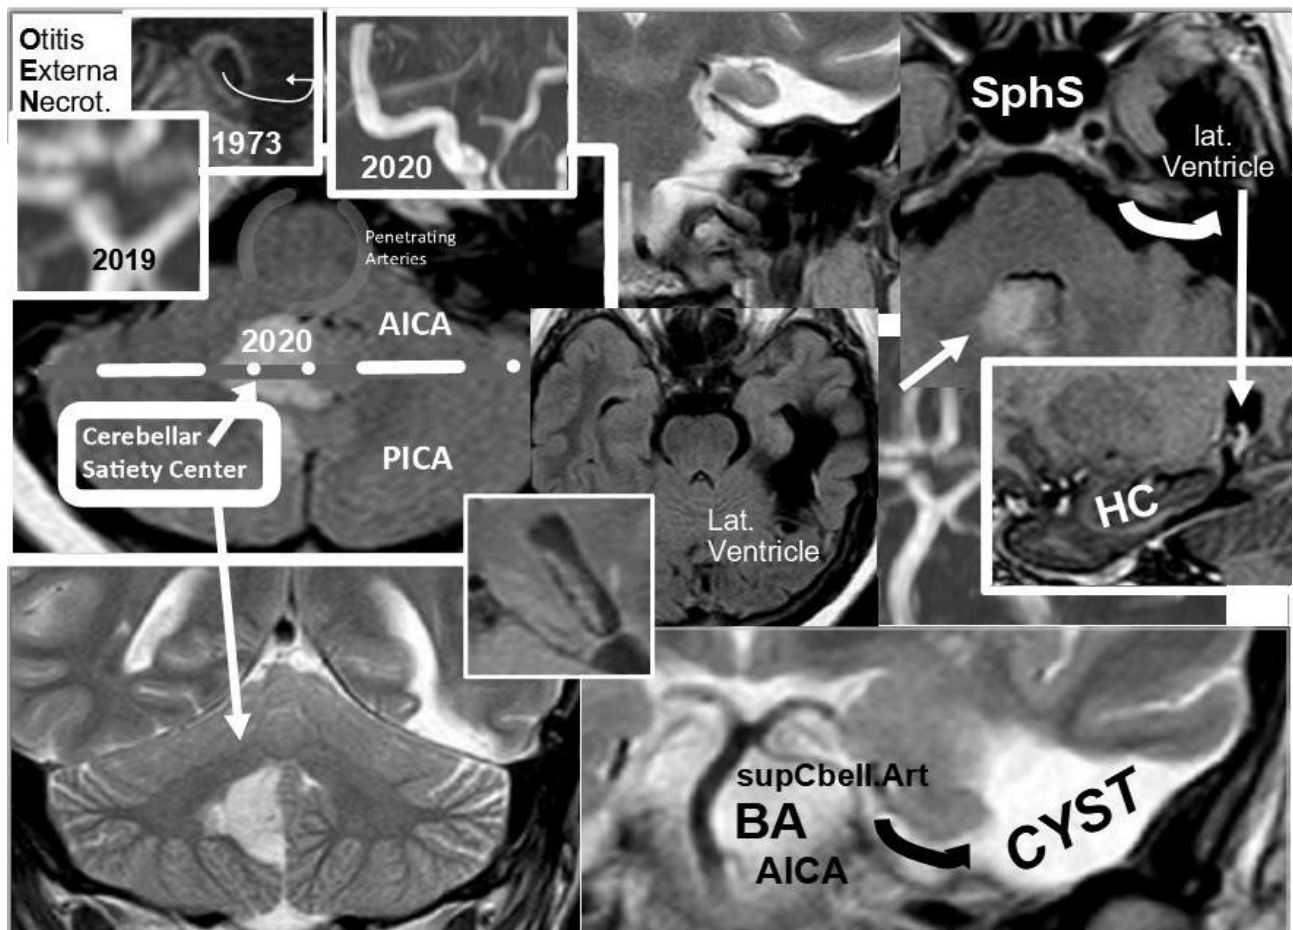 Otitis
Externa
Necrot.
1973
2020
2019
Penetrating
Arteries
AICA
2020
Cerebellar
Satiety Center
PICA
SphS
lat.
Ventricle
Lat.
Ventricle
HC
supCbell.Art
BA
AICA
CYST